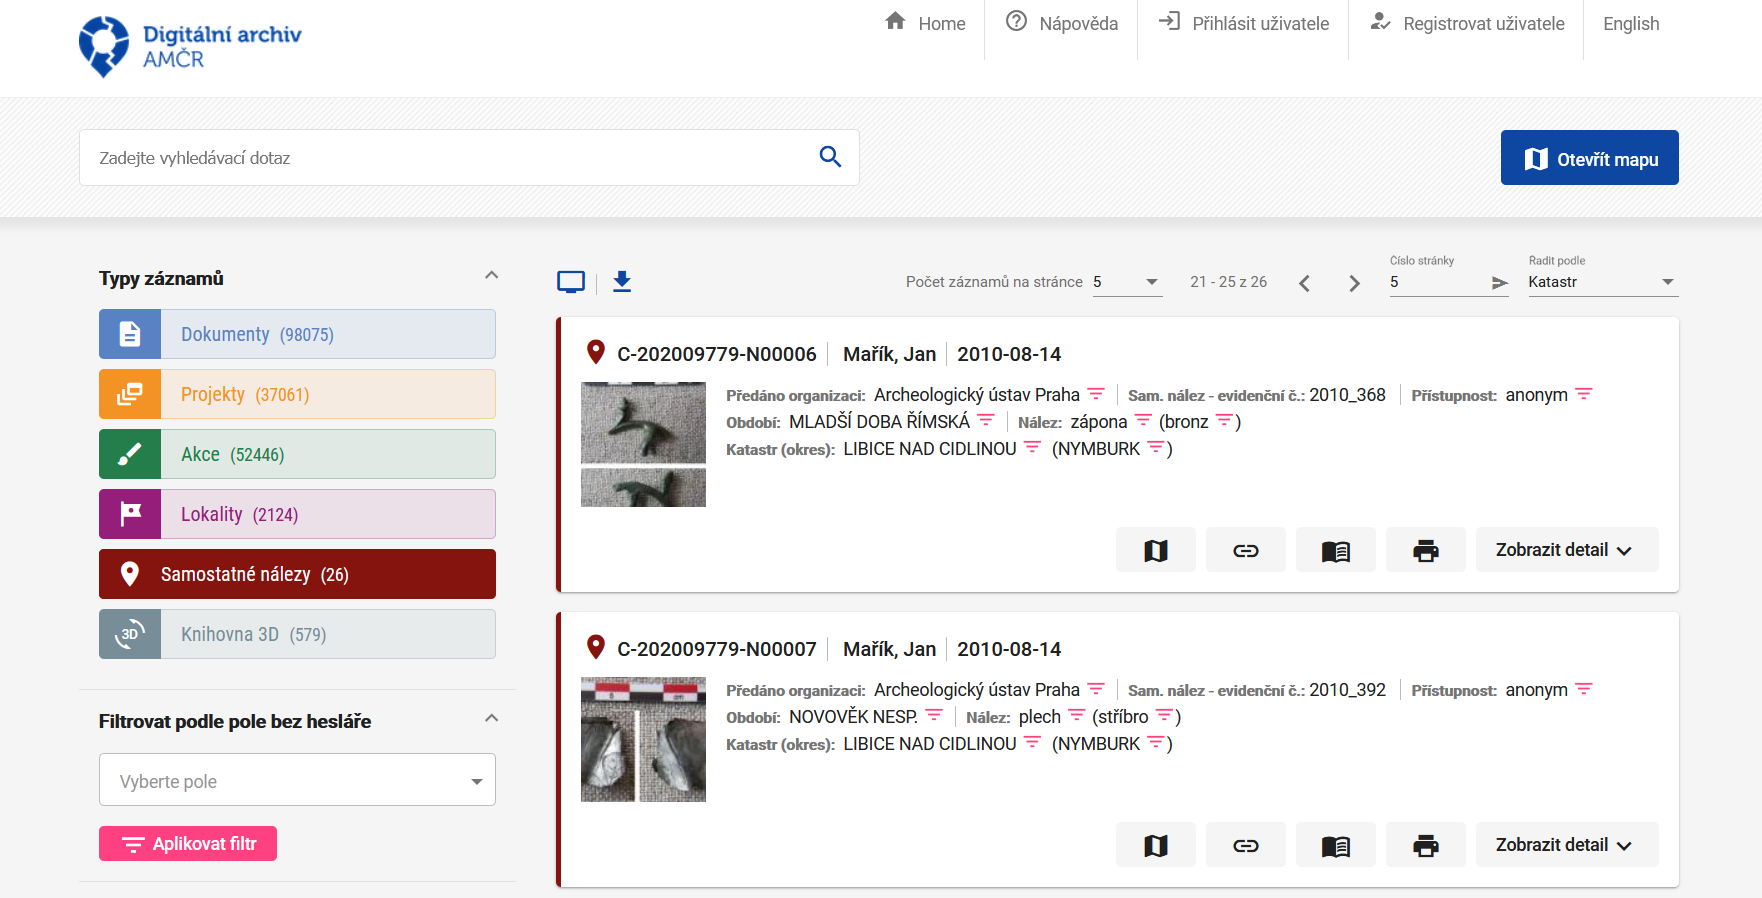 Digitální archiv
AMČR
Home
Nápověda
Přihlásit uživatele
Registrovat uživatele
English
Zadejte vyhledávací dotaz
Otevřít mapu
Typy záznamů
Dokumenty (98075)
Projekty (37061)
Akce (52446)
Lokality (2124)
Samostatné nálezy (26)
3D Knihovna 3D (579)
Filtrovat podle pole bez hesláře
Vyberte pole
Aplikovat filtr
Počet záznamů na stránce 5
21 - 25 z 26
Číslo stránky
5
Radit podle
Katastr
C-202009779-N00006 Mařík, Jan 2010-08-14
Předáno organizaci: Archeologický ústav Praha Sam. nález - evidenční č.: 2010_368 Přístupnost: anonym
Období: MLADŠÍ DOBA ŘÍMSKÁ Nález: zápona (bronz )
Katastr (okres): LIBICE NAD CIDLINOU (NYMBURK )
Zobrazit detail
C-202009779-N00007 Mařík, Jan 2010-08-14
Předáno organizaci: Archeologický ústav Praha Sam. nález - evidenční č.: 2010_392 Přístupnost: anonym
Období: NOVOVĚK NESP. Nález: plech (stříbro )
Katastr (okres): LIBICE NAD CIDLINOU (NYMBURK )
Zobrazit detail